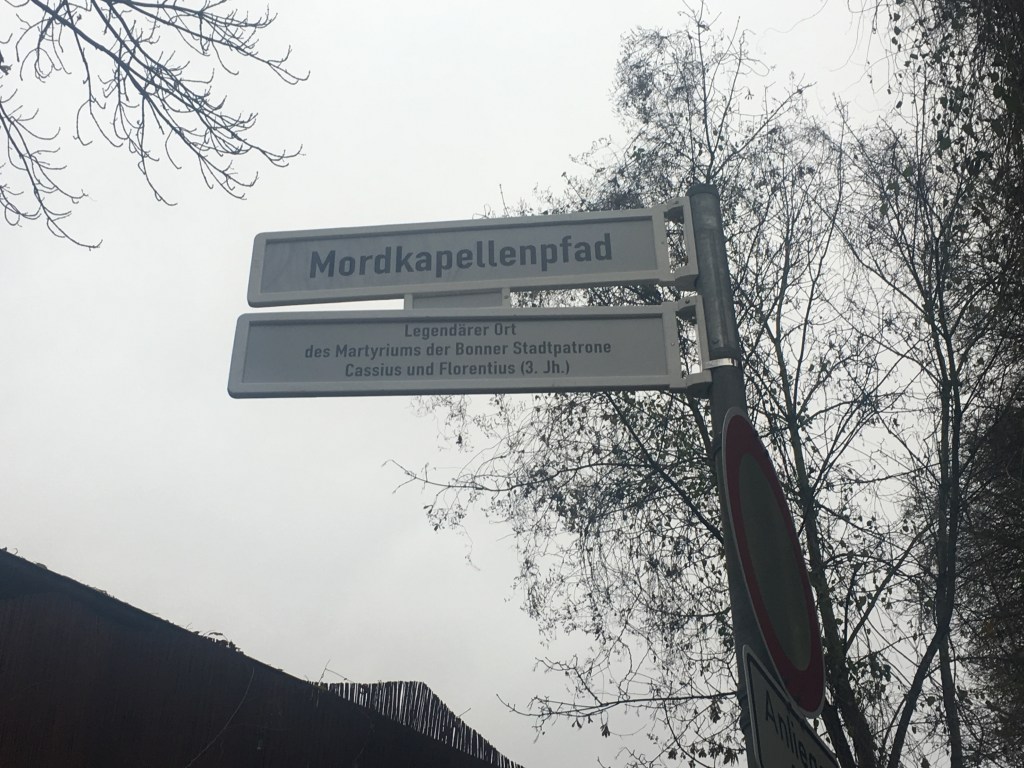 Mordkapellenpfad
Legendärer Ort
des Martyriums der Bonner Stadtpatrone
Cassius und Florentius (3. Jh.)